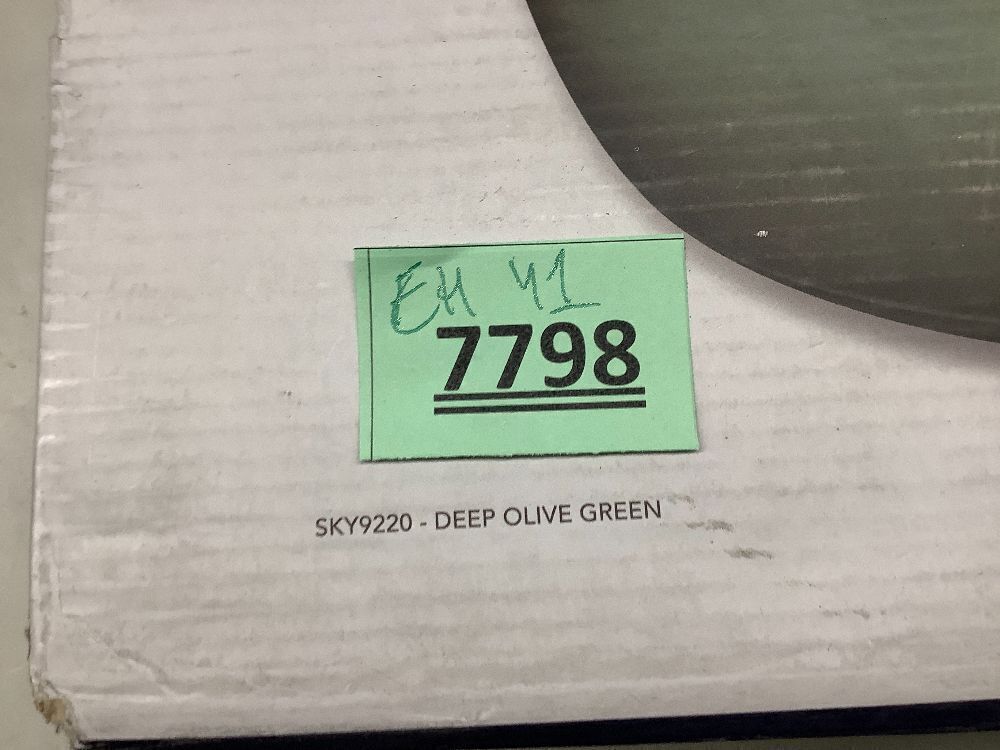 EH 41
7798
SKY9220 - DEEP OLIVE GREEN